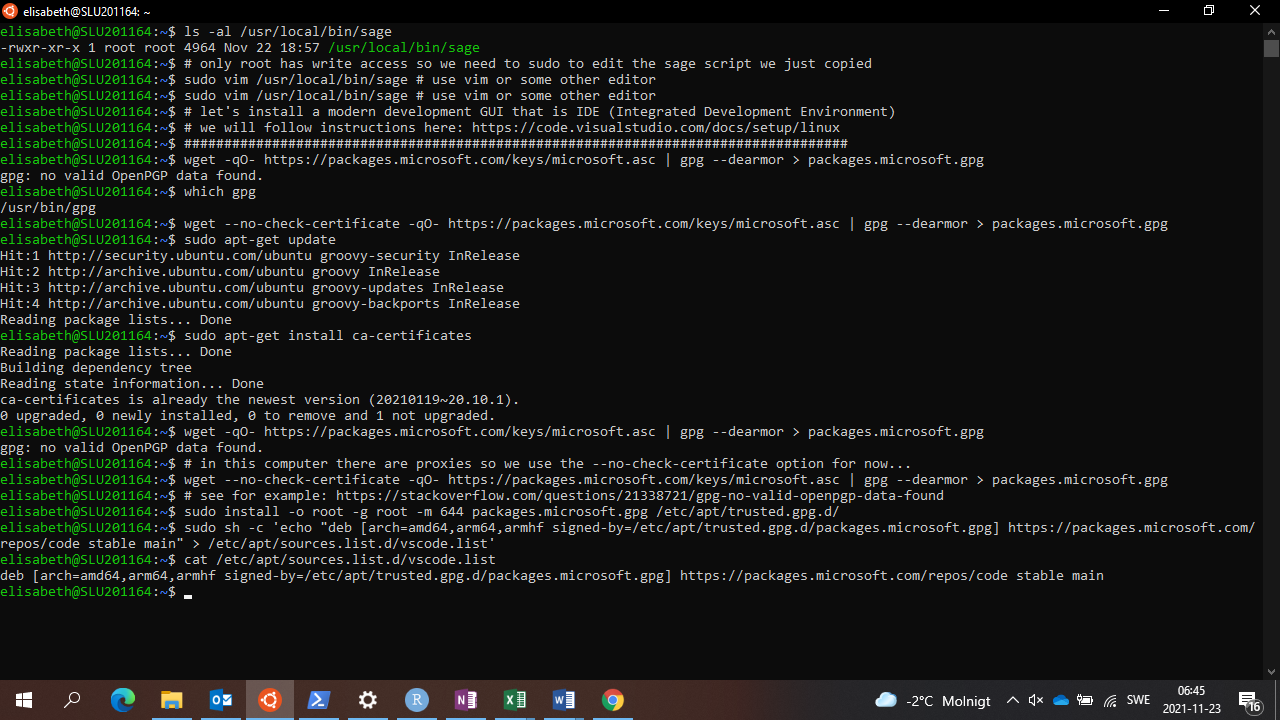 elisabeth@SLU201164: ~
elisabeth@SLU201164:~$ ls -al /usr/local/bin/sage
-rwxr-xr-x 1 root root 4964 Nov 22 18:57 /usr/local/bin/sage
elisabeth@SLU201164:~$ # only root has write access so we need to sudo to edit the sage script we just copied
elisabeth@SLU201164:~$ sudo vim /usr/local/bin/sage # use vim or some other editor
elisabeth@SLU201164:~$ sudo vim /usr/local/bin/sage # use vim or some other editor
elisabeth@SLU201164:~$ # let's install a modern development GUI that is IDE (Integrated Development Environment)
elisabeth@SLU201164:~$ # we will follow instructions here: https://code.visualstudio.com/docs/setup/linux
elisabeth@SLU201164:~$ ###################################################################################
elisabeth@SLU201164:~$ wget -qO- https://packages.microsoft.com/keys/microsoft.asc | gpg --dearmor > packages.microsoft.gpg
gpg: no valid OpenPGP data found.
elisabeth@SLU201164:~$ which gpg
/usr/bin/gpg
elisabeth@SLU201164:~$ wget --no-check-certificate -qO- https://packages.microsoft.com/keys/microsoft.asc | gpg --dearmor > packages.microsoft.gpg
elisabeth@SLU201164:~$ sudo apt-get update
Hit:1 http://security.ubuntu.com/ubuntu groovy-security InRelease
Hit:2 http://archive.ubuntu.com/ubuntu groovy InRelease
Hit:3 http://archive.ubuntu.com/ubuntu groovy-updates InRelease
Hit:4 http://archive.ubuntu.com/ubuntu groovy-backports InRelease
Reading package lists... Done
elisabeth@SLU201164:~$ sudo apt-get install ca-certificates
Reading package lists... Done
Building dependency tree
Reading state information... Done
ca-certificates is already the newest version (20210119~20.10.1).
0 upgraded, 0 newly installed, 0 to remove and 1 not upgraded.
elisabeth@SLU201164:~$ wget -qO- https://packages.microsoft.com/keys/microsoft.asc | gpg --dearmor > packages.microsoft.gpg
gpg: no valid OpenPGP data found.
elisabeth@SLU201164:~$ # in this computer there are proxies so we use the --no-check-certificate option for now...
elisabeth@SLU201164:~$ wget --no-check-certificate -qO- https://packages.microsoft.com/keys/microsoft.asc | gpg --dearmor > packages.microsoft.gpg
elisabeth@SLU201164:~$ # see for example: https://stackoverflow.com/questions/21338721/gpg-no-valid-openpgp-data-found
elisabeth@SLU201164:~$ sudo install -o root -g root -m 644 packages.microsoft.gpg /etc/apt/trusted.gpg.d/
elisabeth@SLU201164:~$ sudo sh -c 'echo "deb [arch=amd64,arm64,armhf signed-by=/etc/apt/trusted.gpg.d/packages.microsoft.gpg] https://packages.microsoft.com/
repos/code stable main" > /etc/apt/sources.list.d/vscode.list'
elisabeth@SLU201164:~$ cat /etc/apt/sources.list.d/vscode.list
deb [arch=amd64,arm64,armhf signed-by=/etc/apt/trusted.gpg.d/packages.microsoft.gpg] https://packages.microsoft.com/repos/code stable main
elisabeth@SLU201164:~$
-2°C Molnigt
SWE
06:45
2021-11-23
16